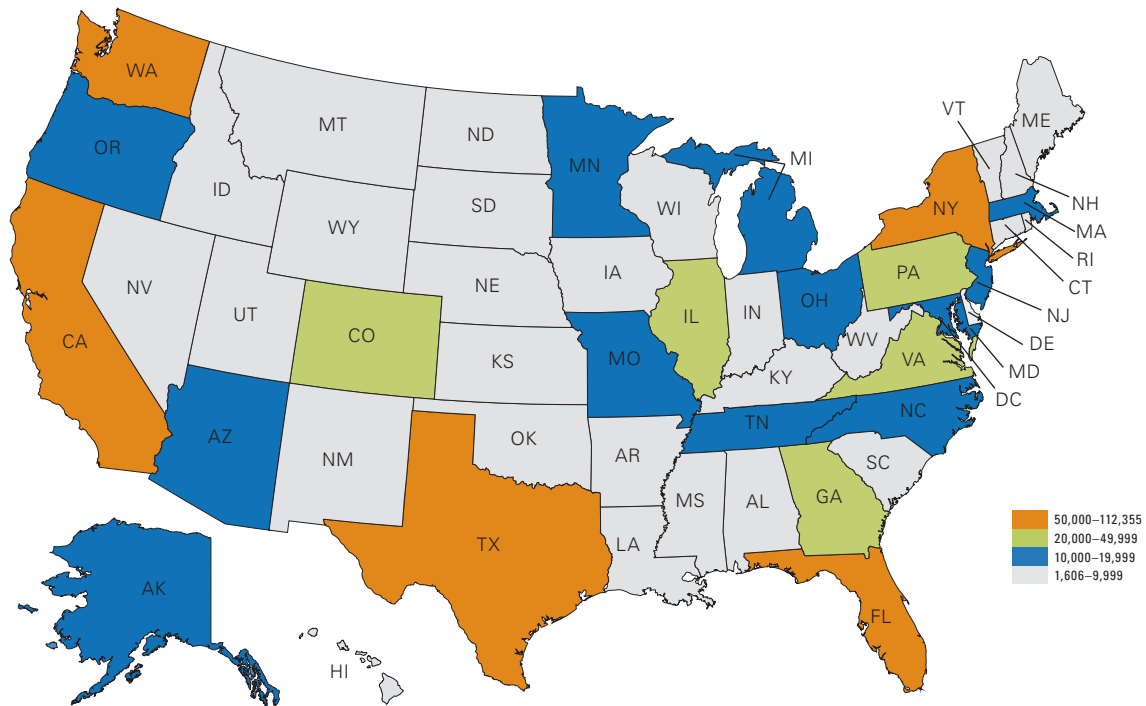 WA
MT
ND
MN
VT
ME
OR
ID
SD
WI
MI
NH
WY
NY
MA
RI
NV
UT
NE
IA
PA
CT
CA
CO
IL
IN
OH
NJ
KS
MO
WV
VA
DE
MD
KY
DC
AZ
NM
OK
AR
TN
NC
MS
AL
GA
SC
TX
LA
FL
AK
HI
50,000–112,355
20,000–49,999
10,000–19,999
1,606–9,999